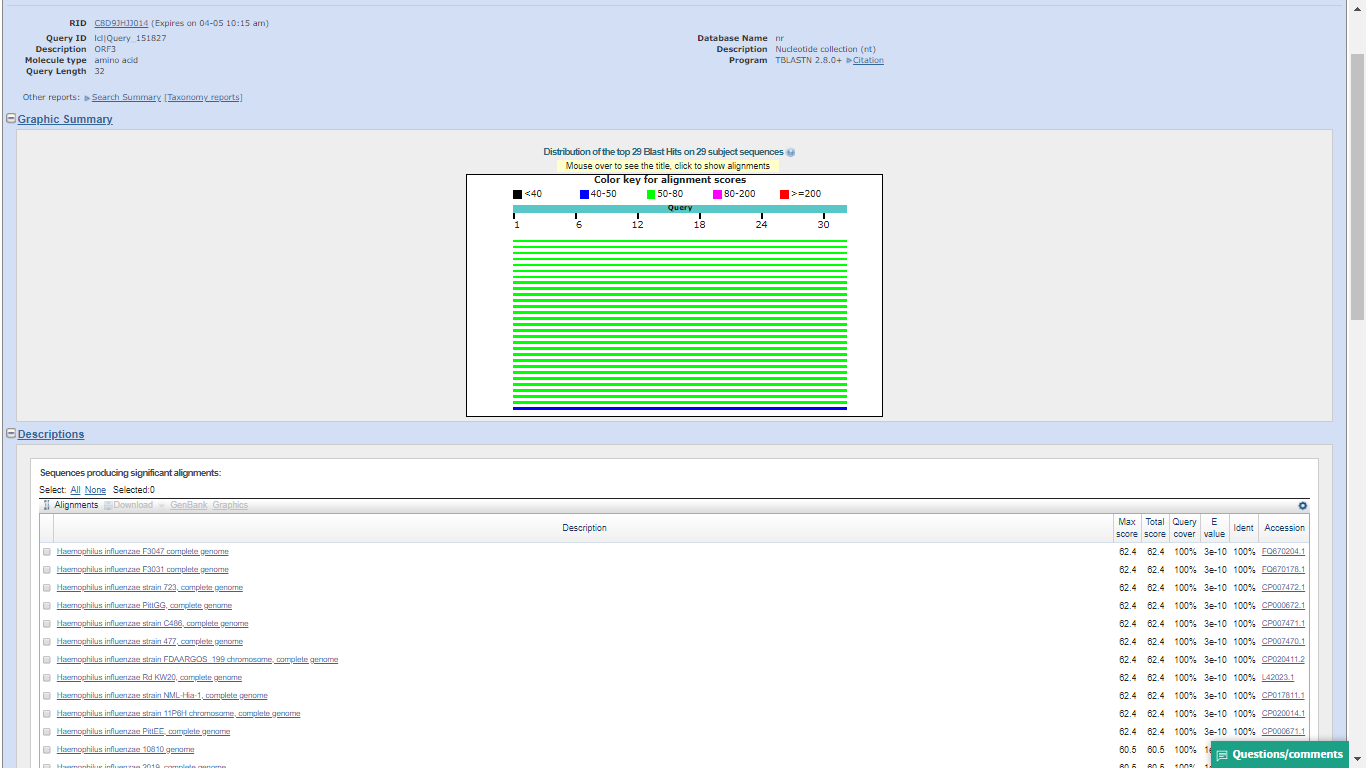 RID C8D9JHJJ014 (Expires on 04-05 10:15 am)
Query ID lcl|Query_151827
Description ORF3
Molecule type amino acid
Query Length 32
Database Name nr
Description Nucleotide collection (nt)
Program TBLASTN 2.8.0+ Citation
Other reports: Search Summary [Taxonomy reports]
Graphic Summary
Distribution of the top 29 Blast Hits on 29 subject sequences
Mouse over to see the title, click to show alignments
Color key for alignment scores
<40 40-50 50-80 80-200 >=200
Query
1 6 12 18 24 30
Descriptions
Sequences producing significant alignments:
Select: All None Selected:0
Alignments Download GenBank Graphics
Description Max score Total score Query cover E value Ident Accession
Haemophilus influenzae F3047 complete genome 62.4 62.4 100% 3e-10 100% FQ670204.1
Haemophilus influenzae F3031 complete genome 62.4 62.4 100% 3e-10 100% FQ670178.1
Haemophilus influenzae strain 723, complete genome 62.4 62.4 100% 3e-10 100% CP007472.1
Haemophilus influenzae PittGG, complete genome 62.4 62.4 100% 3e-10 100% CP000672.1
Haemophilus influenzae strain C486, complete genome 62.4 62.4 100% 3e-10 100% CP007471.1
Haemophilus influenzae strain 477, complete genome 62.4 62.4 100% 3e-10 100% CP007470.1
Haemophilus influenzae strain FDAARGOS_199 chromosome, complete genome 62.4 62.4 100% 3e-10 100% CP020411.2
Haemophilus influenzae Rd KW20, complete genome 62.4 62.4 100% 3e-10 100% L42023.1
Haemophilus influenzae strain NML-Hia-1, complete genome 62.4 62.4 100% 3e-10 100% CP017811.1
Haemophilus influenzae strain 11P6H chromosome, complete genome 62.4 62.4 100% 3e-10 100% CP020014.1
Haemophilus influenzae PittEE, complete genome 62.4 62.4 100% 3e-10 100% CP000671.1
Haemophilus influenzae 10810 genome 60.5 60.5 100%
Haemophilus influenzae 2019, complete genome 60.5 60.5 100%
Questions/comments